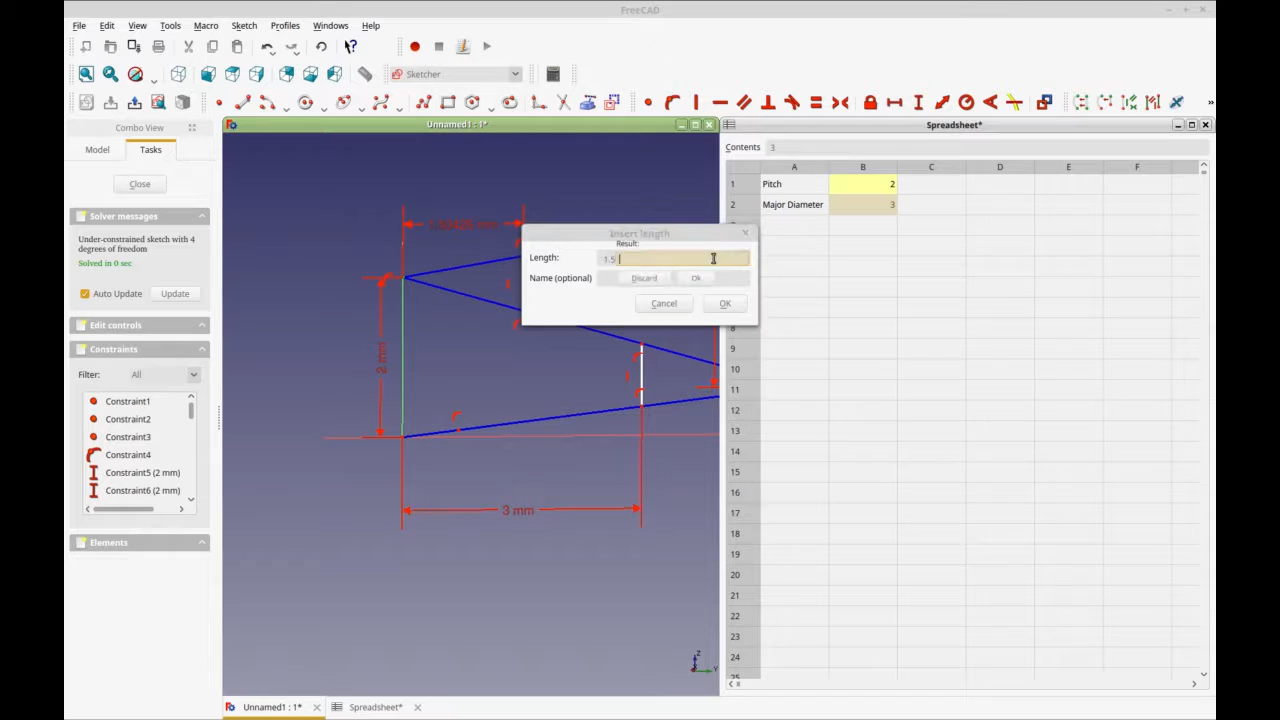 FreeCAD
File Edit View Tools Macro Sketch Profiles Windows Help
Sketcher
Combo View
Model Tasks
Close
Solver messages
Under-constrained sketch with 4
degrees of freedom
Solved in 0 sec
Auto Update Update
Edit controls
Constraints
Filter: All
Constraint1
Constraint2
Constraint3
Constraint4
Constraint5 (2 mm)
Constraint6 (2 mm)
Elements
Unnamed1 : 1*
2 mm
3 mm
Insert length
Result:
Length: 1.5
Name (optional) Discard Ok
Cancel OK
Z
Y
Spreadsheet*
Contents 3
A B C D E F
1 Pitch 2
2 Major Diameter 3
8
9
10
11
12
13
14
15
16
17
18
19
20
21
22
23
24
Unnamed1 : 1* Spreadsheet*